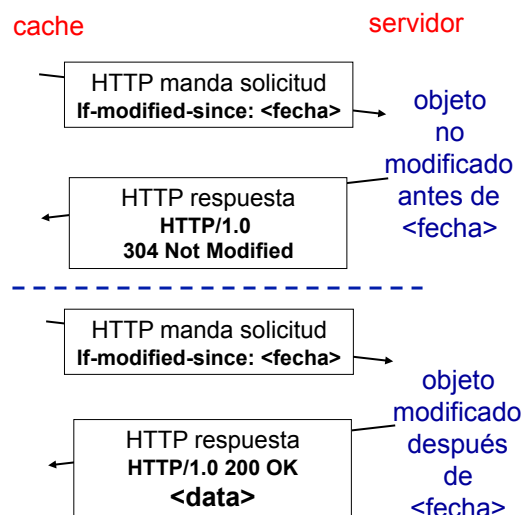 cache
servidor
HTTP manda solicitud
If-modified-since: <fecha>
objeto
no
modificado
antes de
<fecha>
HTTP respuesta
HTTP/1.0
304 Not Modified
HTTP manda solicitud
If-modified-since: <fecha>
objeto
modificado
después
de
<fecha>
HTTP respuesta
HTTP/1.0 200 OK
<data>